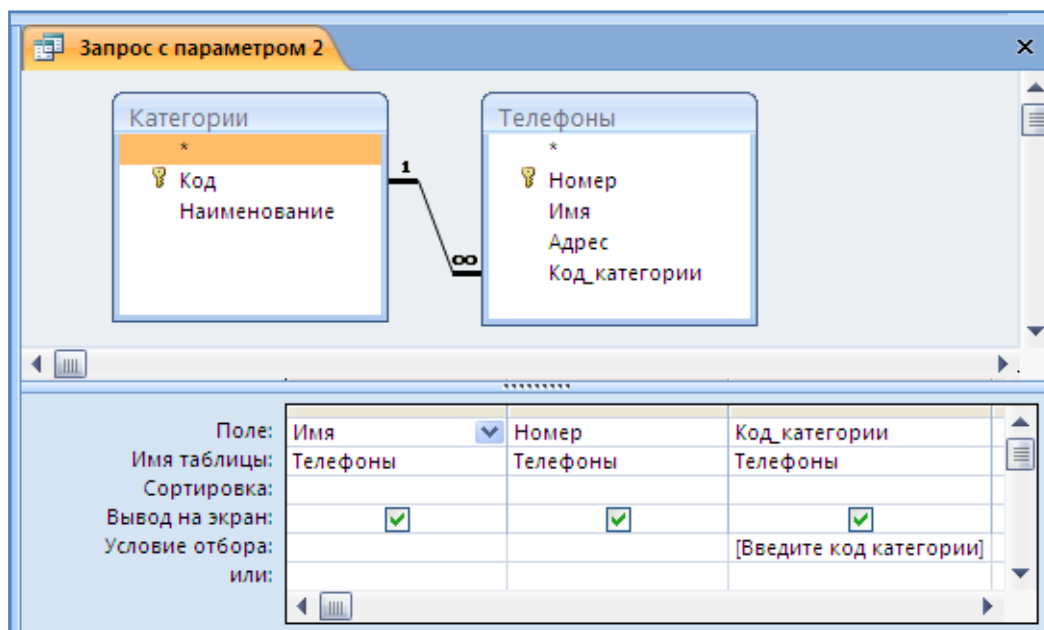 Запрос с параметром 2
Категории
*
Код
Наименование
1
∞
Телефоны
*
Номер
Имя
Адрес
Код_категории
Поле: Имя Номер Код_категории
Имя таблицы: Телефоны Телефоны Телефоны
Сортировка:
Вывод на экран:
Условие отбора: [Введите код категории]
или: